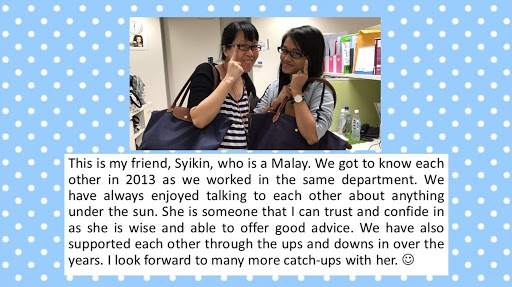 This is my friend, Syikin, who is a Malay. We got to know each
other in 2013 as we worked in the same department. We
have always enjoyed talking to each other about anything
under the sun. She is someone that I can trust and confide in
as she is wise and able to offer good advice. We have also
supported each other through the ups and downs in over the
years. I look forward to many more catch-ups with her. ☺